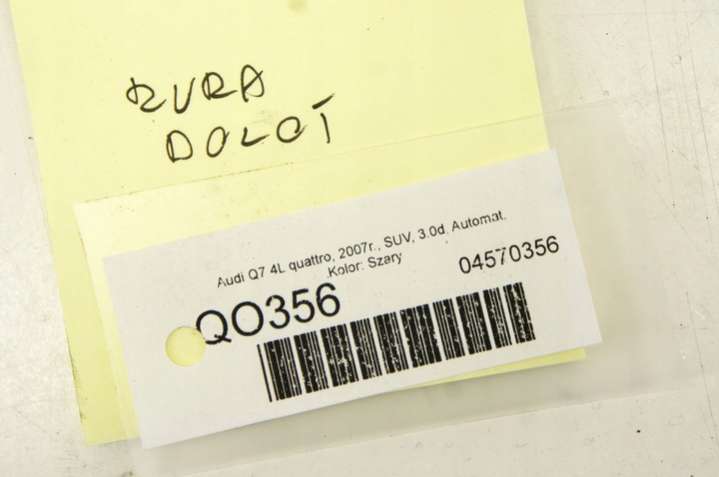 RURA
DOLOT
Audi Q7 4L quattro, 2007r., SUV, 3.0d, Automat.
Kolor: Szary
04570356
QO356